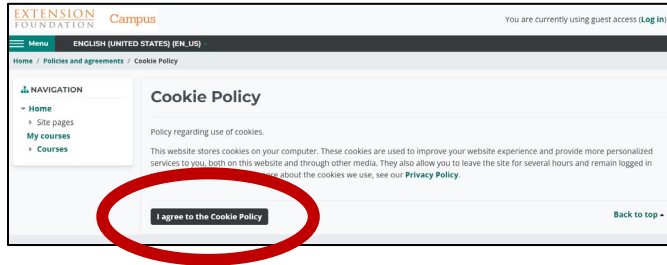 EXTENSION
FOUNDATION
Campus
You are currently using guest access (Log in)
Menu ENGLISH (UNITED STATES) (EN_US)
Home / Policies and agreements / Cookie Policy
NAVIGATION
Home
Site pages
My courses
Courses
Cookie Policy
Policy regarding use of cookies.
This website stores cookies on your computer. These cookies are used to improve your website experience and provide more personalized
services to you, both on this website and through other media. They also allow you to leave the site for several hours and remain logged in
about the cookies we use, see our Privacy Policy.
I agree to the Cookie Policy
Back to top